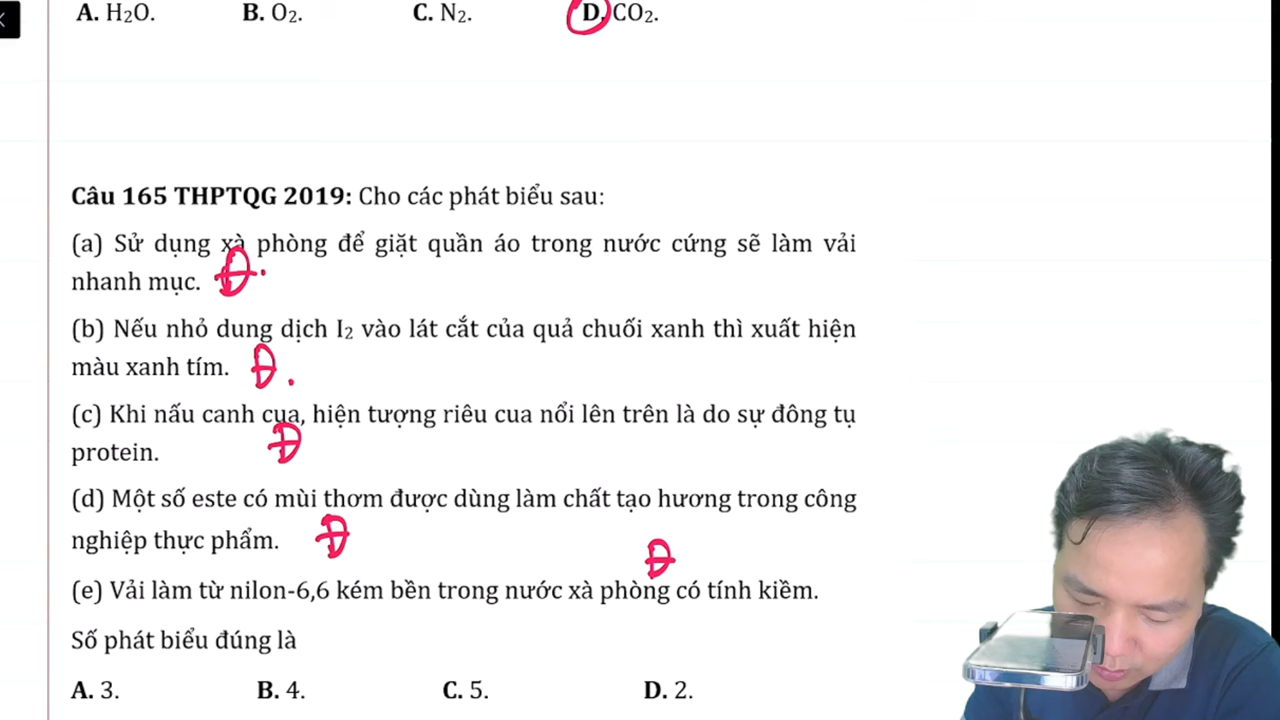 A. H₂O. B. O₂. C. N₂. D. CO₂.
Câu 165 THPTQG 2019: Cho các phát biểu sau:
(a) Sử dụng xà phòng để giặt quần áo trong nước cứng sẽ làm vải
nhanh mục. Đ.
(b) Nếu nhỏ dung dịch I₂ vào lát cắt của quả chuối xanh thì xuất hiện
màu xanh tím. Đ.
(c) Khi nấu canh cua, hiện tượng riêu cua nổi lên trên là do sự đông tụ
protein. Đ
(d) Một số este có mùi thơm được dùng làm chất tạo hương trong công
nghiệp thực phẩm. Đ
Đ
(e) Vải làm từ nilon-6,6 kém bền trong nước xà phòng có tính kiềm.
Số phát biểu đúng là
A. 3. B. 4. C. 5. D. 2.